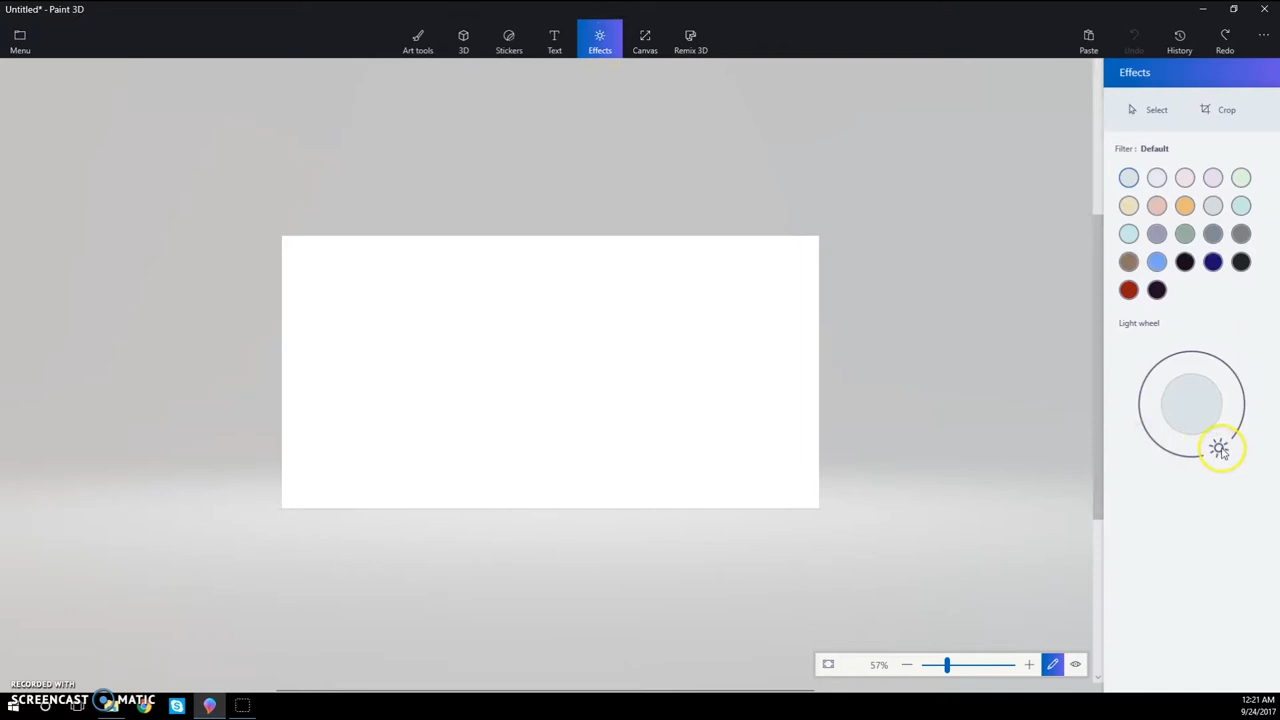 Untitled* - Paint 3D
Menu
Art tools
3D
Stickers
Text
Effects
Canvas
Remix 3D
Paste
Undo
History
Redo
Effects
Select
Crop
Filter : Default
Light wheel
57%
RECORDED WITH
SCREENCAST MATIC
12:21 AM
9/24/2017